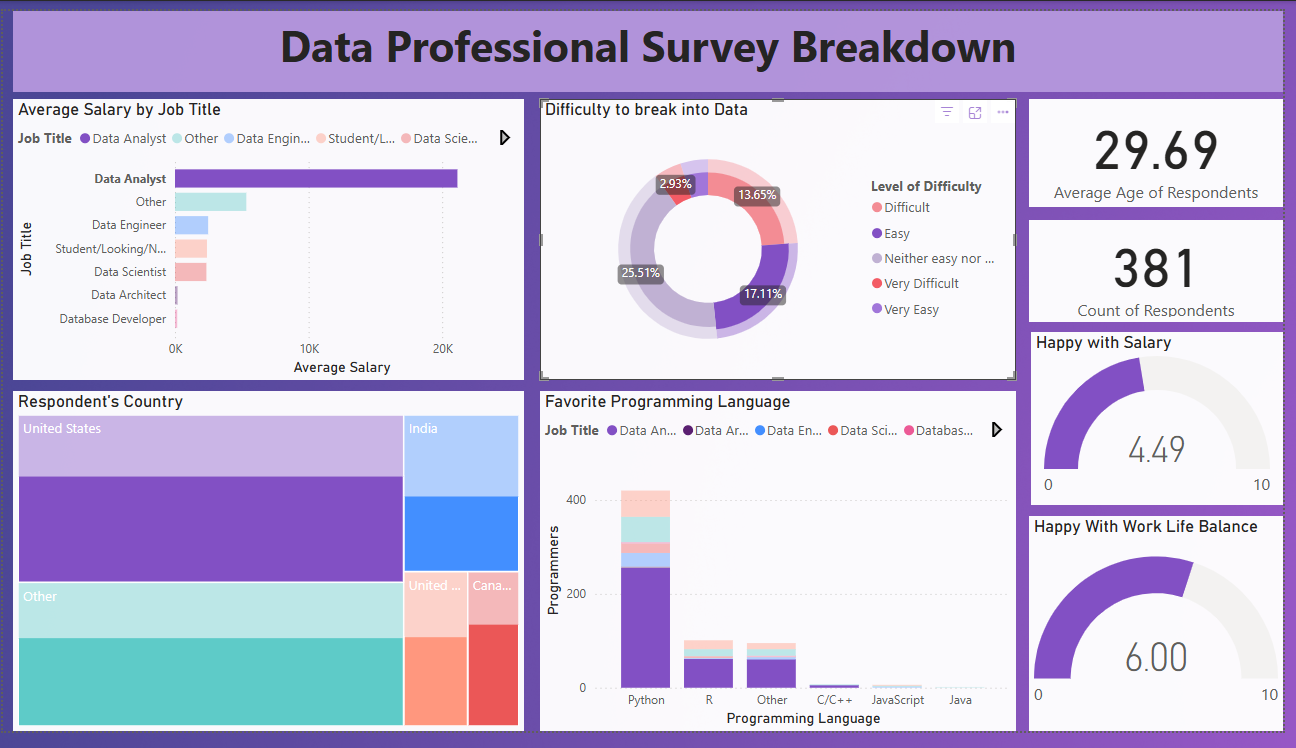 Data Professional Survey Breakdown
Average Salary by Job Title
Job Title Data Analyst Other Data Engin... Student/L... Data Scie...
Job Title
Data Analyst
Other
Data Engineer
Student/Looking/N...
Data Scientist
Data Architect
Database Developer
0K 10K 20K
Average Salary
Difficulty to break into Data
2.93%
13.65%
25.51%
17.11%
Level of Difficulty
Difficult
Easy
Neither easy nor ...
Very Difficult
Very Easy
29.69
Average Age of Respondents
381
Count of Respondents
Happy with Salary
4.49
0 10
Respondent's Country
United States
India
Other
United ...
Cana...
Favorite Programming Language
Job Title Data An... Data Ar... Data En... Data Sci... Databas...
Programmers
400
200
0
Python R Other C/C++ JavaScript Java
Programming Language
Happy With Work Life Balance
6.00
0 10